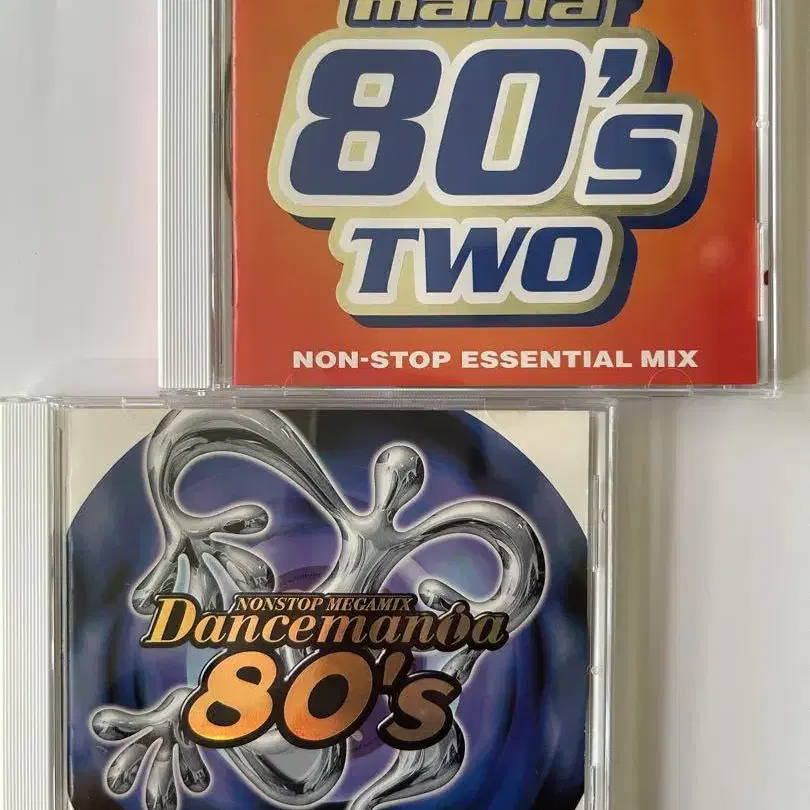 mania
80's
TWO
NON-STOP ESSENTIAL MIX
NONSTOP MEGAMIX
Dancemania
80's